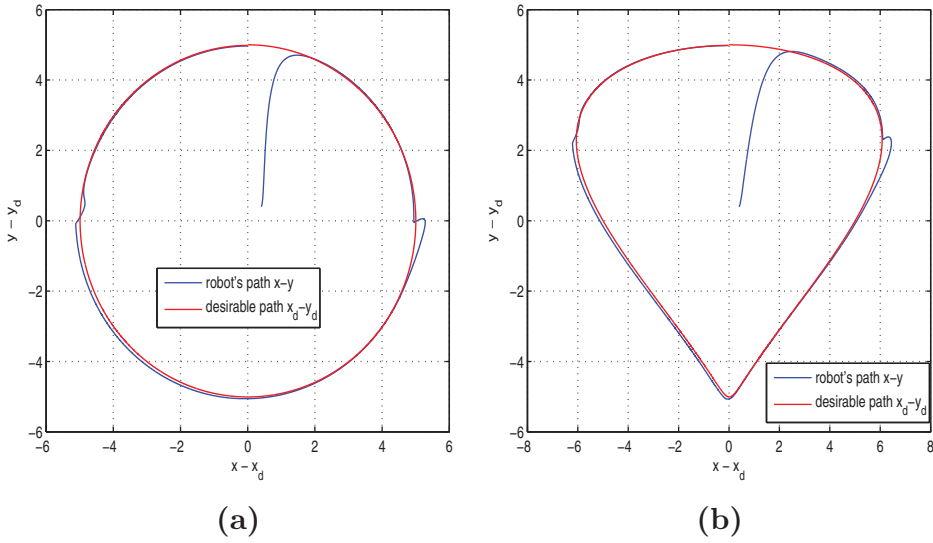 6
4
2
0
−2
−4
−6
−6 −4 −2 0 2 4 6
y − y_d
x − x_d
robot's path x−y
desirable path x_d−y_d
(a)
6
4
2
0
−2
−4
−6
−8 −6 −4 −2 0 2 4 6 8
y − y_d
x − x_d
robot's path x−y
desirable path x_d−y_d
(b)